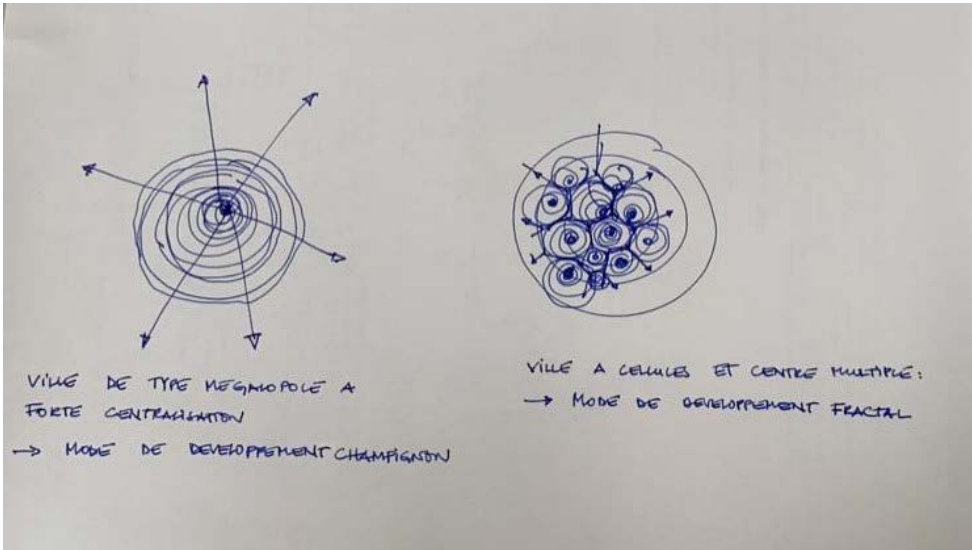 VILLE DE TYPE MEGALOPOLE A
FORTE CENTRALISATION
→ MODE DE DEVELOPPEMENT CHAMPIGNON
VILLE A CELLULES ET CENTRE MULTIPLE:
→ MODE DE DEVELOPPEMENT FRACTAL